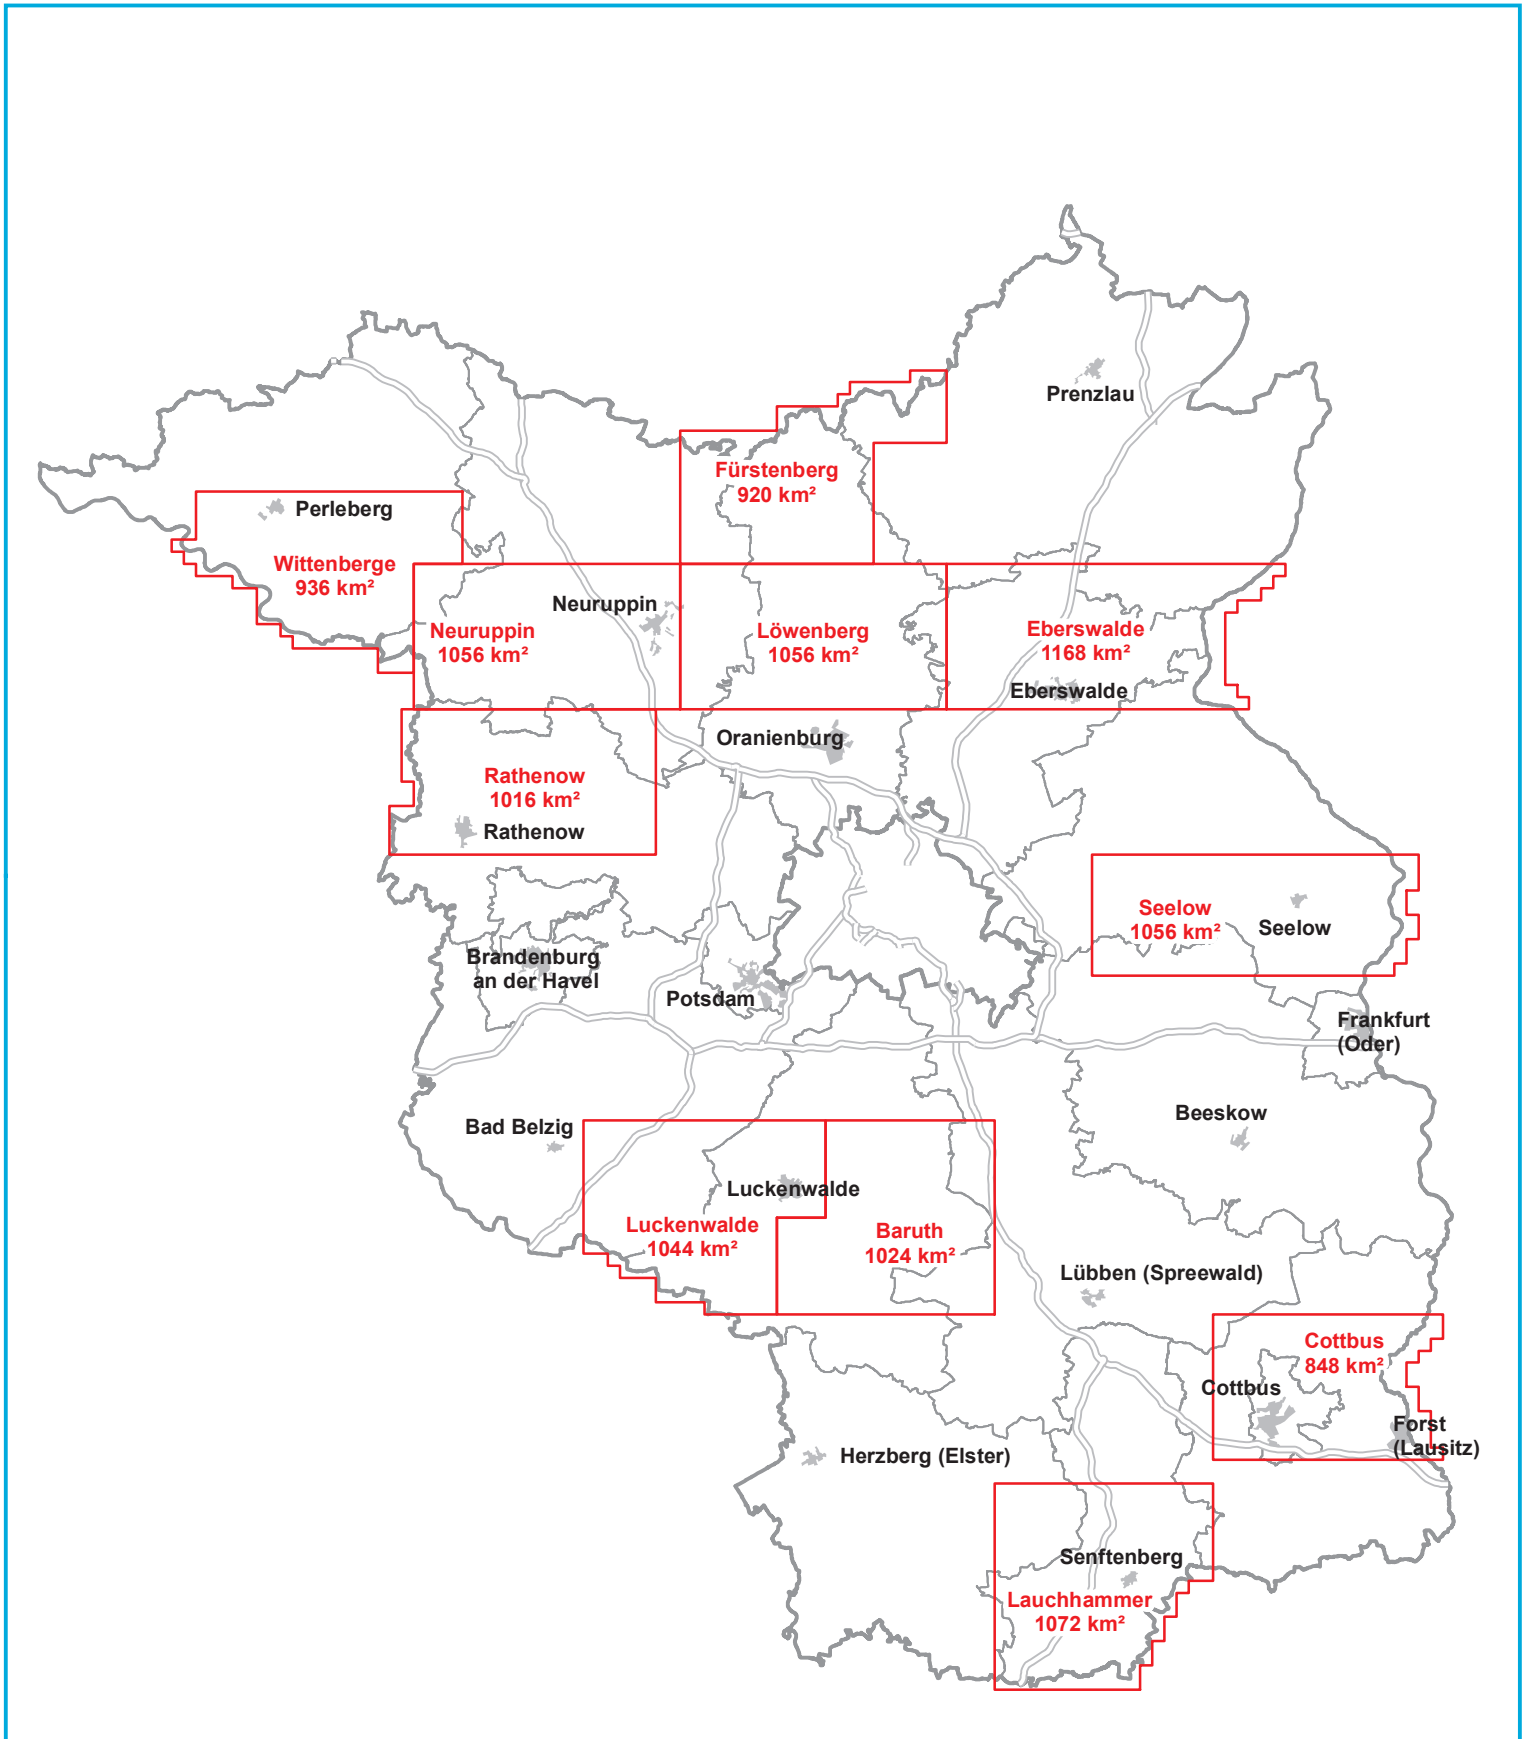 Prenzlau
Fürstenberg
920 km²
Perleberg
Wittenberge
936 km²
Neuruppin
Neuruppin
1056 km²
Löwenberg
1056 km²
Eberswalde
1168 km²
Eberswalde
Oranienburg
Rathenow
1016 km²
Rathenow
Seelow
1056 km²
Seelow
Brandenburg
an der Havel
Potsdam
Frankfurt
(Oder)
Beeskow
Bad Belzig
Luckenwalde
Luckenwalde
1044 km²
Baruth
1024 km²
Lübben (Spreewald)
Cottbus
848 km²
Cottbus
Forst
(Lausitz)
Herzberg (Elster)
Senftenberg
Lauchhammer
1072 km²